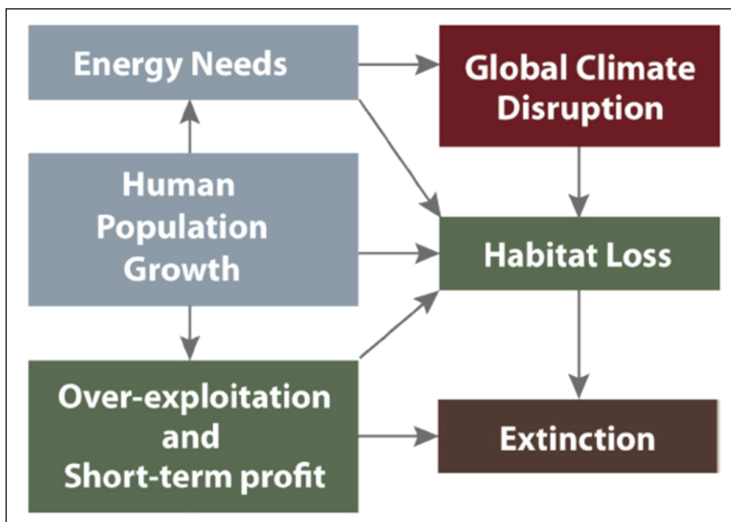 Energy Needs
Global Climate
Disruption
Human
Population
Growth
Habitat Loss
Over-exploitation
and
Short-term profit
Extinction